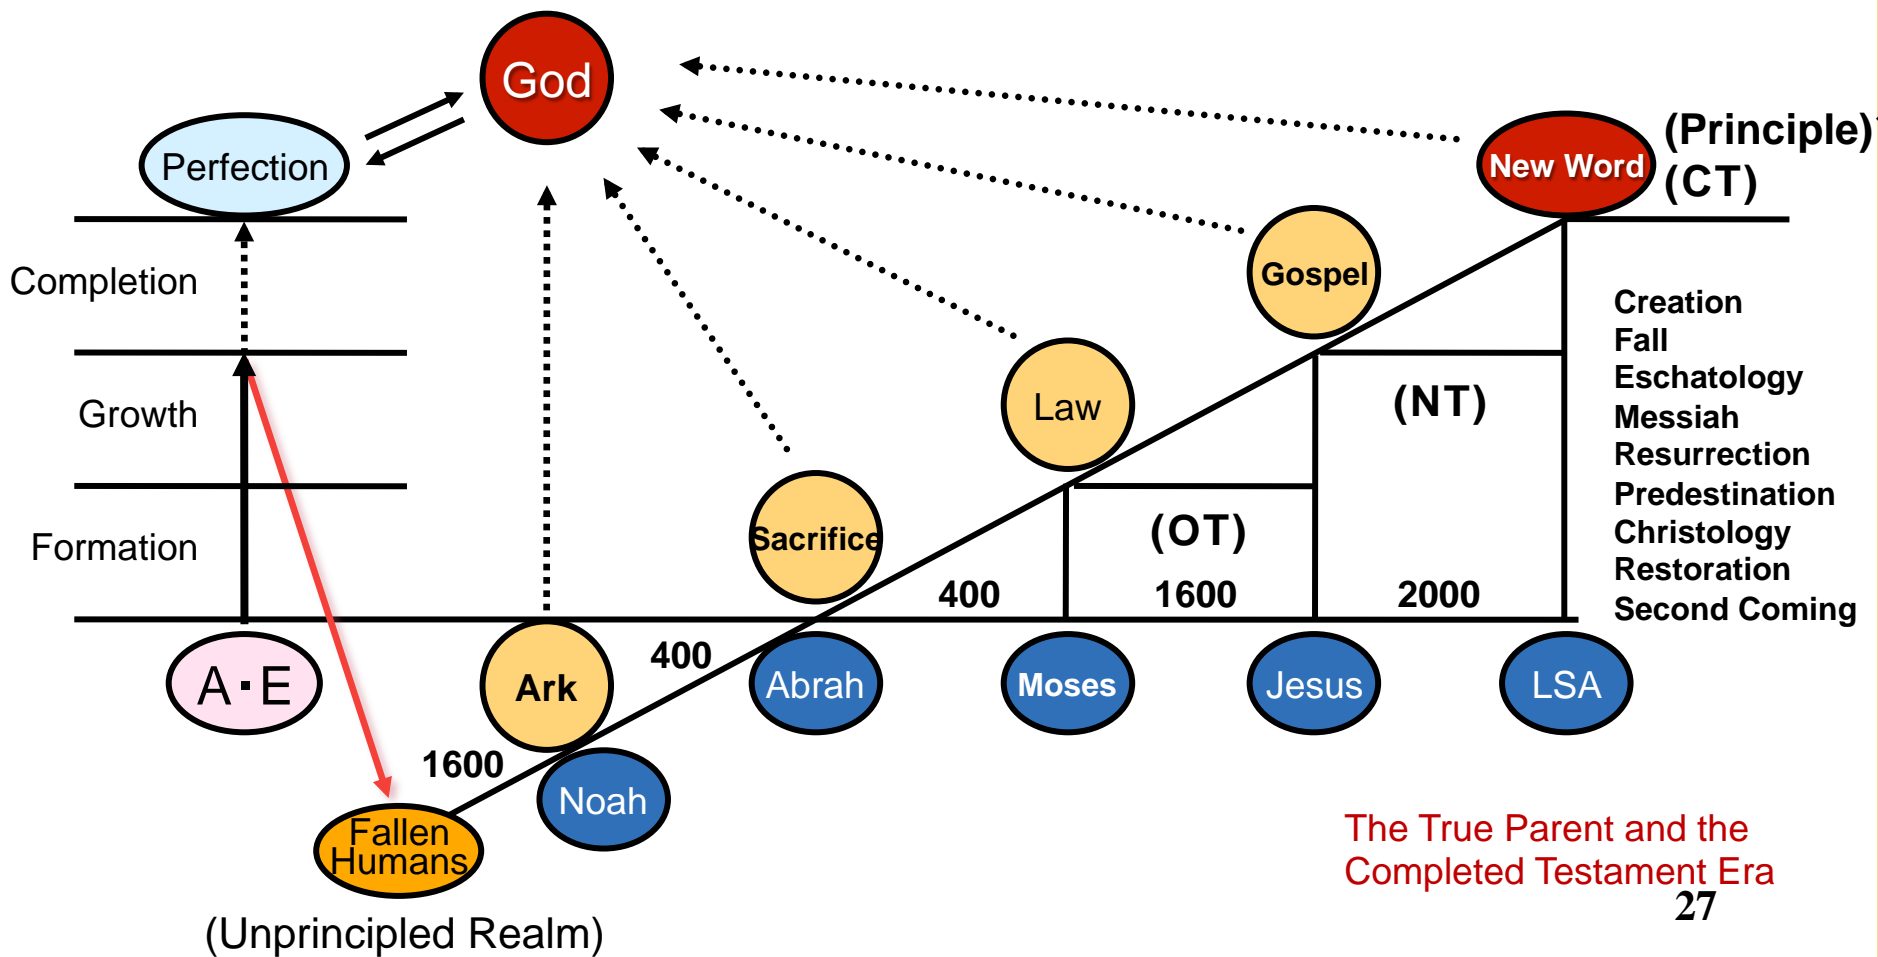 God
Perfection
New Word
(Principle)
(CT)
Completion
Gospel
Creation
Fall
Eschatology
Messiah
Resurrection
Predestination
Christology
Restoration
Second Coming
Growth
Law
(NT)
Formation
Sacrifice
(OT)
400
1600
2000
A·E
Ark
400
Abrah
Moses
Jesus
LSA
1600
Noah
Fallen
Humans
(Unprincipled Realm)
The True Parent and the
Completed Testament Era
27